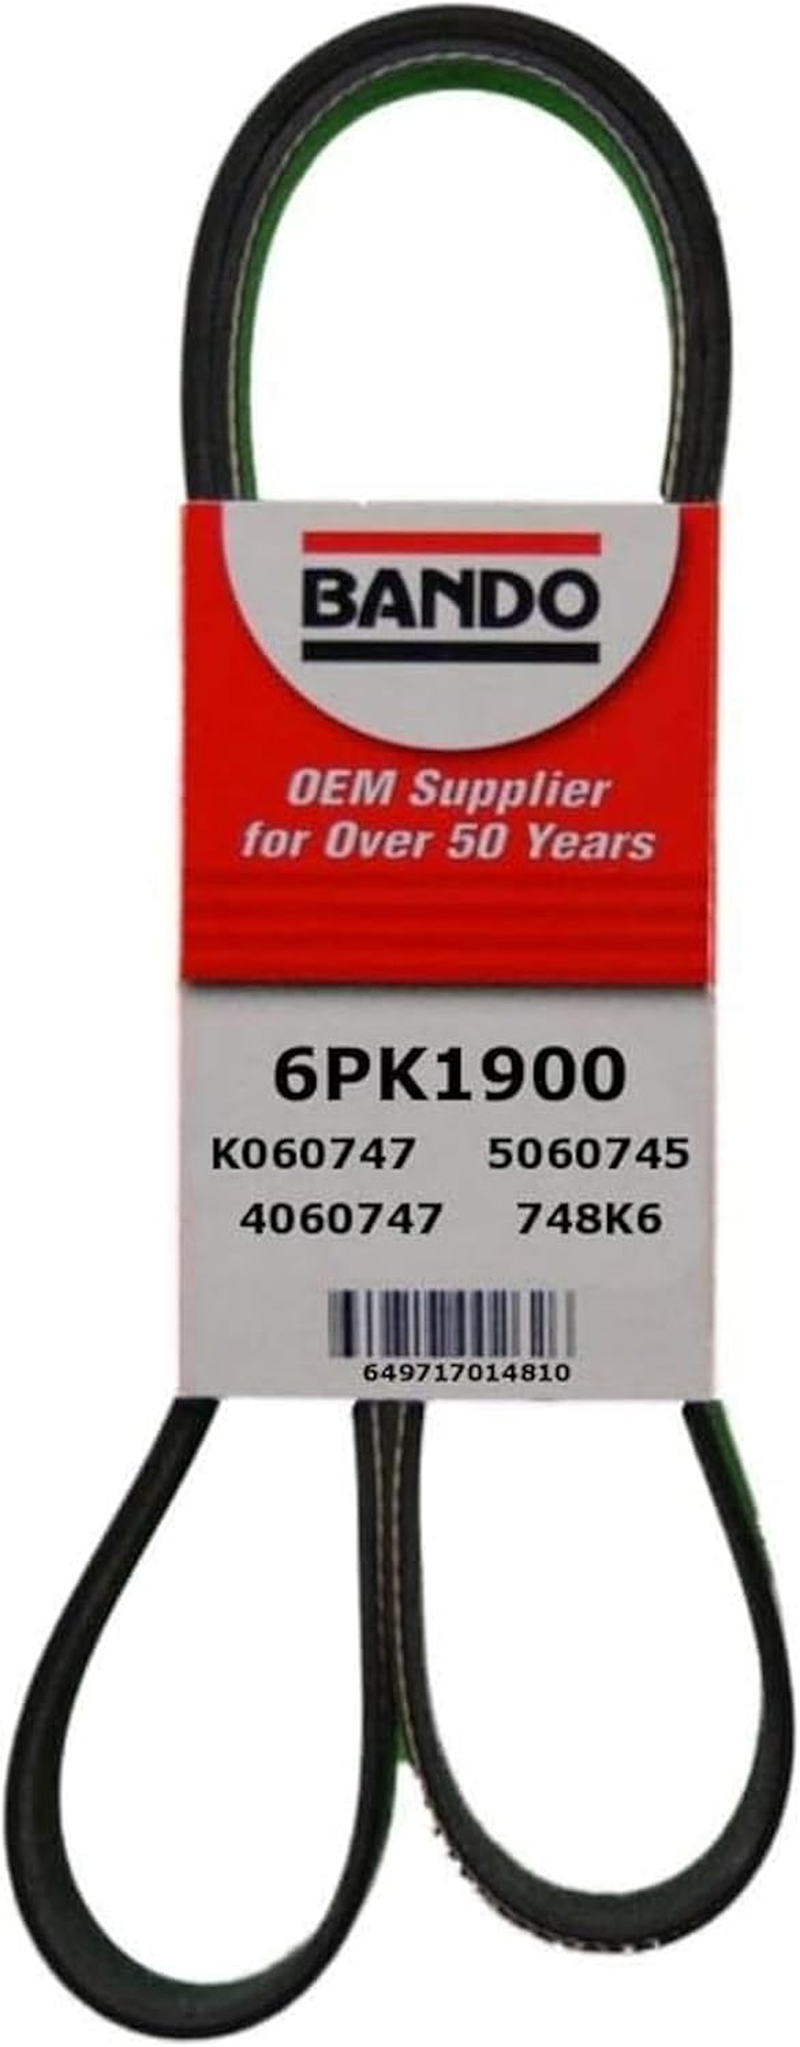 BANDO
OEM Supplier
for Over 50 Years
6PK1900
K060747 5060745
4060747 748K6
649717014810